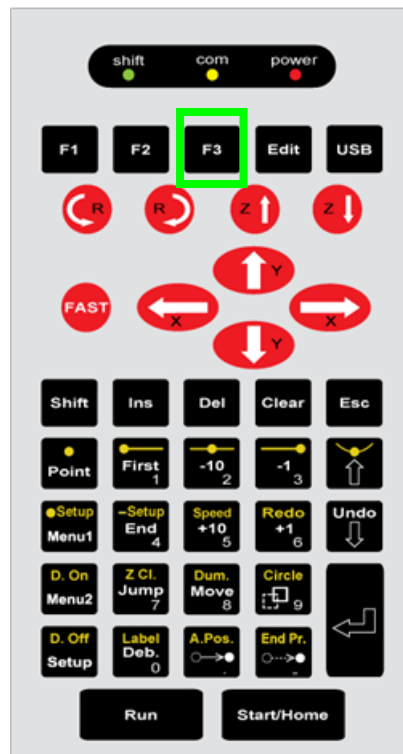 shift com power
F1 F2 F3 Edit USB
R R Z Z
Y
FAST X X
Y
Shift Ins Del Clear Esc
Point First 1 -10 2 -1 3
Setup -Setup Speed Redo Undo
Menu1 End 4 +10 5 +1 6
D. On Z Cl. Dum. Circle
Menu2 Jump 7 Move 8 9
D. Off Label A.Pos. End Pr.
Setup Deb. 0 . -
Run Start/Home